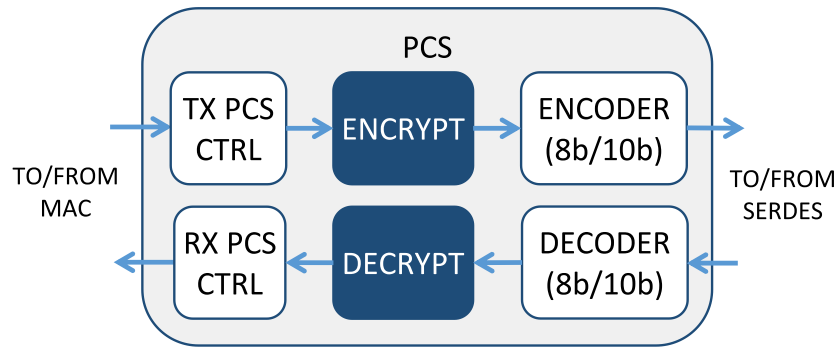 PCS
TX PCS
CTRL
ENCRYPT
ENCODER
(8b/10b)
TO/FROM
MAC
TO/FROM
SERDES
RX PCS
CTRL
DECRYPT
DECODER
(8b/10b)